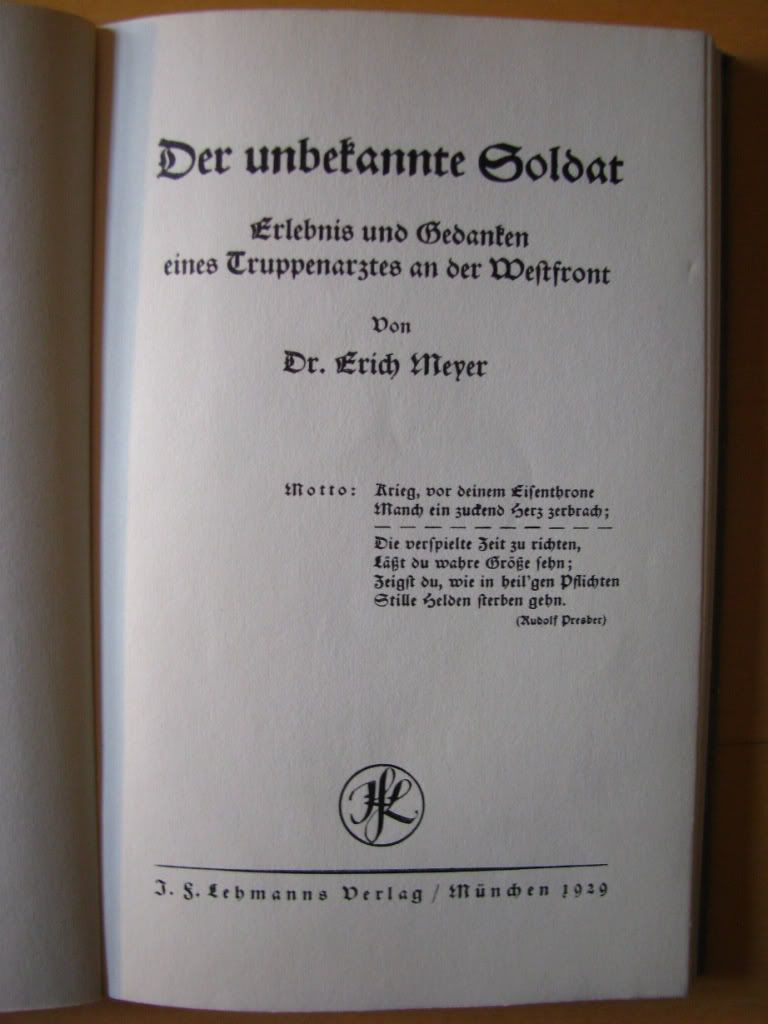 Der unbekannte Soldat
Erlebnis und Gedanken
eines Truppenarztes an der Westfront
Von
Dr. Erich Meyer
Motto: Krieg, vor deinem Eisenthrone
Manch ein zuckend Herz zerbrach;
— — — — — — — — — —
Die verspielte Zeit zu richten,
Läßt du wahre Größe sehn;
Zeigst du, wie in heil'gen Pflichten
Stille Helden sterben gehn.
(Rudolf Presber)
JFL
J. F. Lehmanns Verlag / München 1929